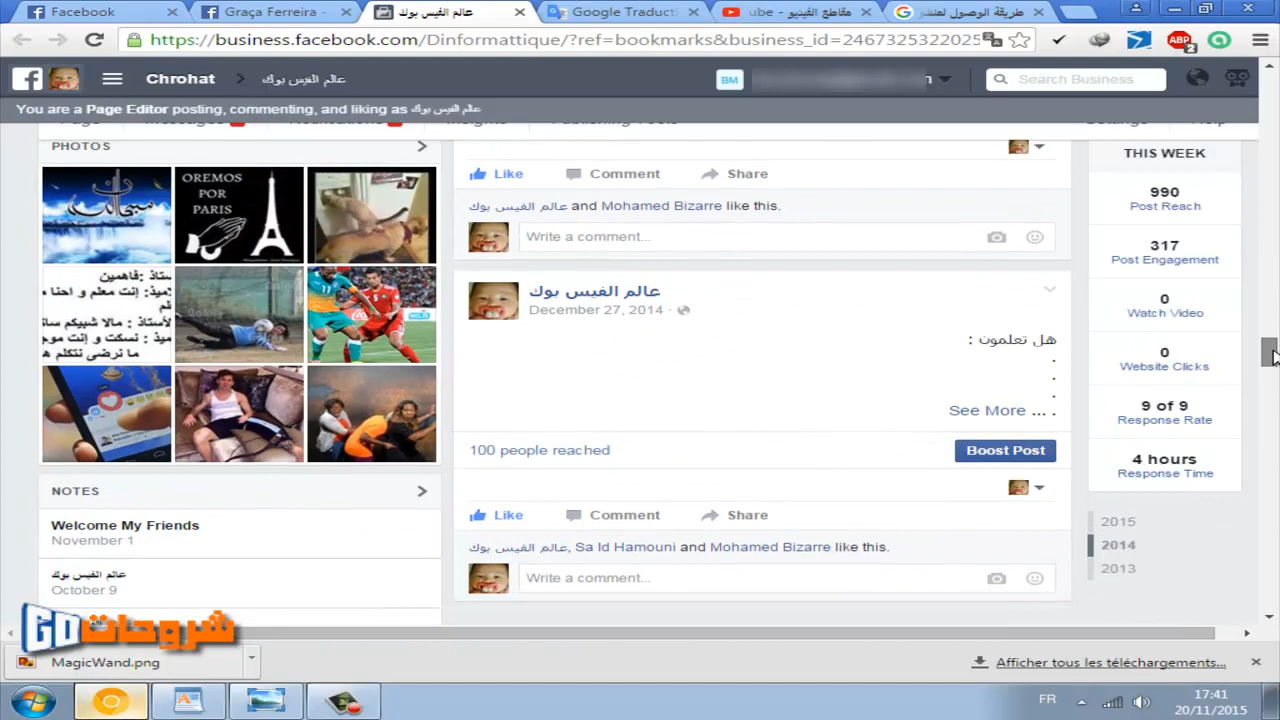 Facebook
Graça Ferreira -
عالم الفيس بوك
Google Traducti
مقاطع الفيديو - ube
طريقة الوصول لمنشو
https://business.facebook.com/Dinformattique/?ref=bookmarks&business_id=2467325322025
ABP
2
Chrohat
عالم الفيس بوك
BM
Search Business
You are a Page Editor posting, commenting, and liking as عالم الفيس بوك
PHOTOS
OREMOS
POR
PARIS
Like Comment Share
عالم الفيس بوك and Mohamed Bizarre like this.
Write a comment...
عالم الفيس بوك
December 27, 2014
هل تعلمون :
.
.
.
See More ...
100 people reached
Boost Post
Like Comment Share
عالم الفيس بوك, Sa Id Hamouni and Mohamed Bizarre like this.
Write a comment...
NOTES
Welcome My Friends
November 1
عالم الفيس بوك
October 9
THIS WEEK
990
Post Reach
317
Post Engagement
0
Watch Video
0
Website Clicks
9 of 9
Response Rate
4 hours
Response Time
2015
2014
2013
GO شروحات
MagicWand.png
Afficher tous les téléchargements...
FR
17:41
20/11/2015